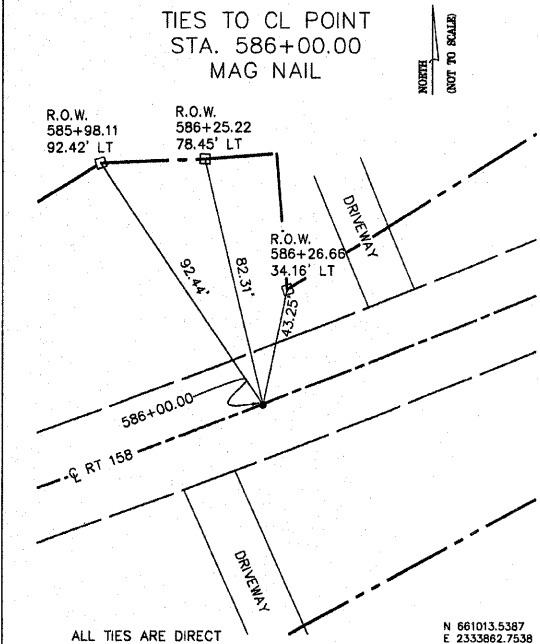 TIES TO CL POINT
STA. 586+00.00
MAG NAIL
NORTH
(NOT TO SCALE)
R.O.W.
585+98.11
92.42' LT
R.O.W.
586+25.22
78.45' LT
DRIVEWAY
R.O.W.
586+26.66
34.16' LT
92.44'
82.31'
43.25'
586+00.00
℄ RT 158
DRIVEWAY
ALL TIES ARE DIRECT
N 661013.5387
E 2333862.7538